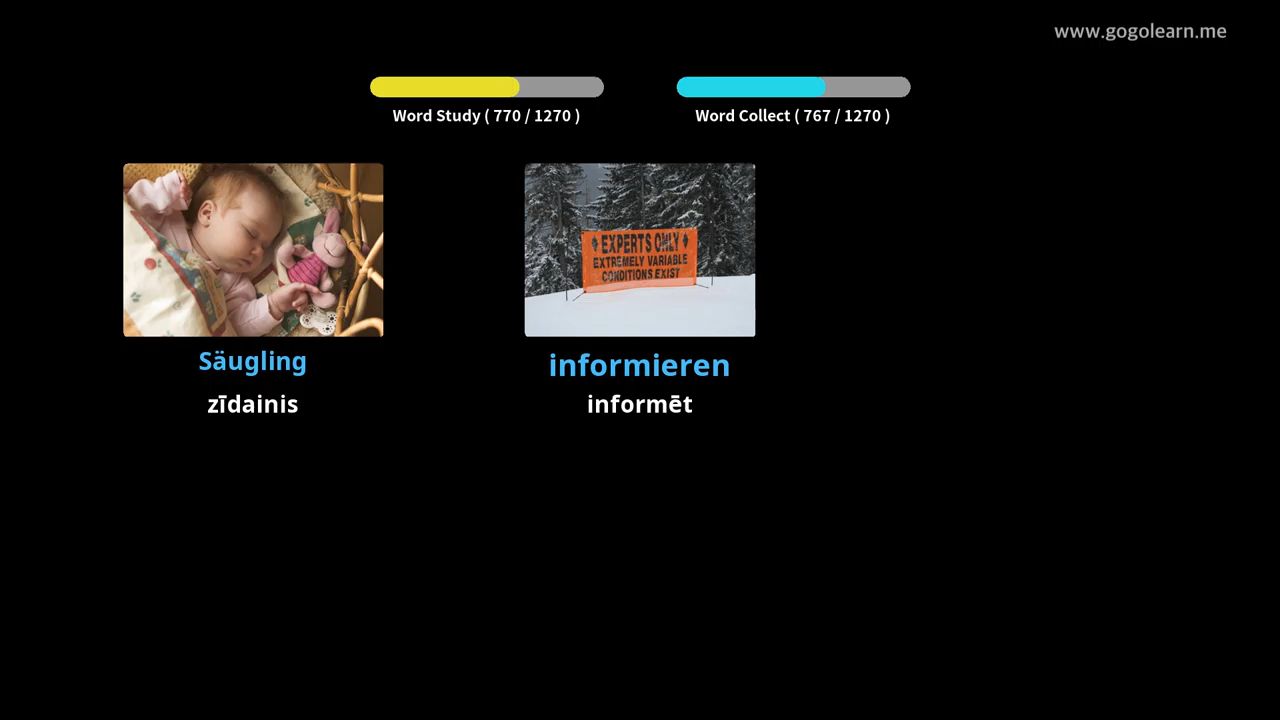 www.gogolearn.me
Word Study ( 770 / 1270 )
Word Collect ( 767 / 1270 )
Säugling
zīdainis
EXPERTS ONLY
EXTREMELY VARIABLE
CONDITIONS EXIST
informieren
informēt